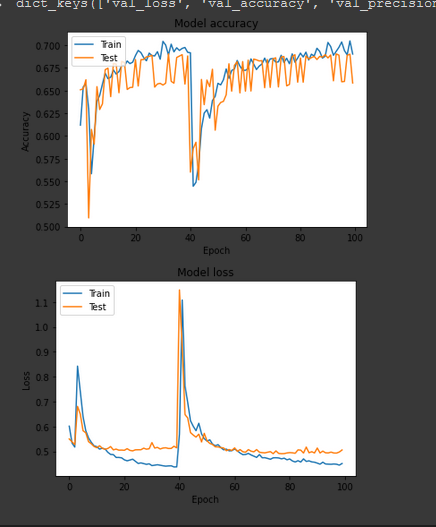 dict_keys(['val_loss', 'val_accuracy', 'val_precision
Model accuracy
Train
Test
0.700
0.675
0.650
0.625
0.600
0.575
0.550
0.525
0.500
Accuracy
0 20 40 60 80 100
Epoch
Model loss
Train
Test
1.1
1.0
0.9
0.8
0.7
0.6
0.5
Loss
0 20 40 60 80 100
Epoch